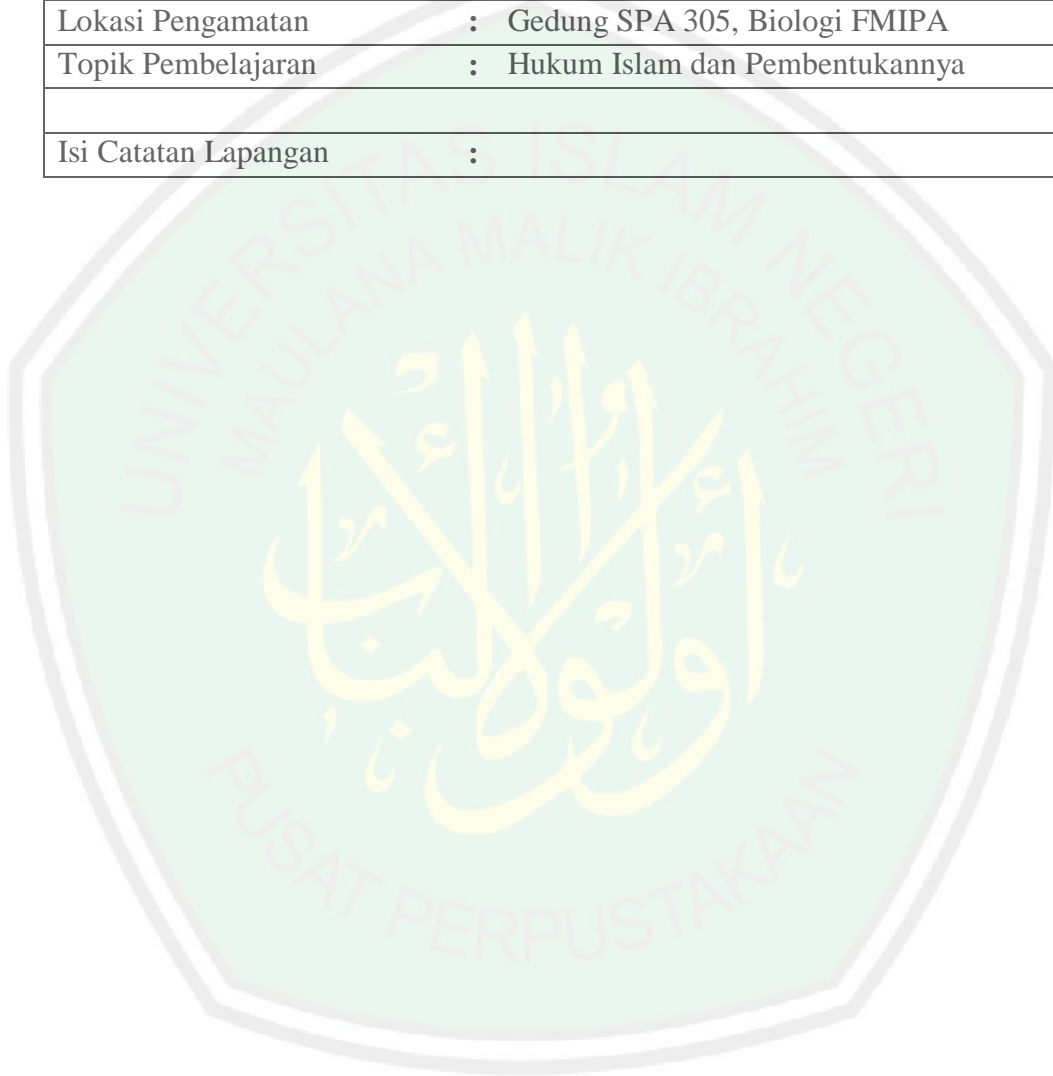 Lokasi Pengamatan : Gedung SPA 305, Biologi FMIPA
Topik Pembelajaran : Hukum Islam dan Pembentukannya
Isi Catatan Lapangan :
UNIVERSITAS ISLAM NEGERI
MAULANA MALIK IBRAHIM
أولوا الألباب
PUSAT PERPUSTAKAAN